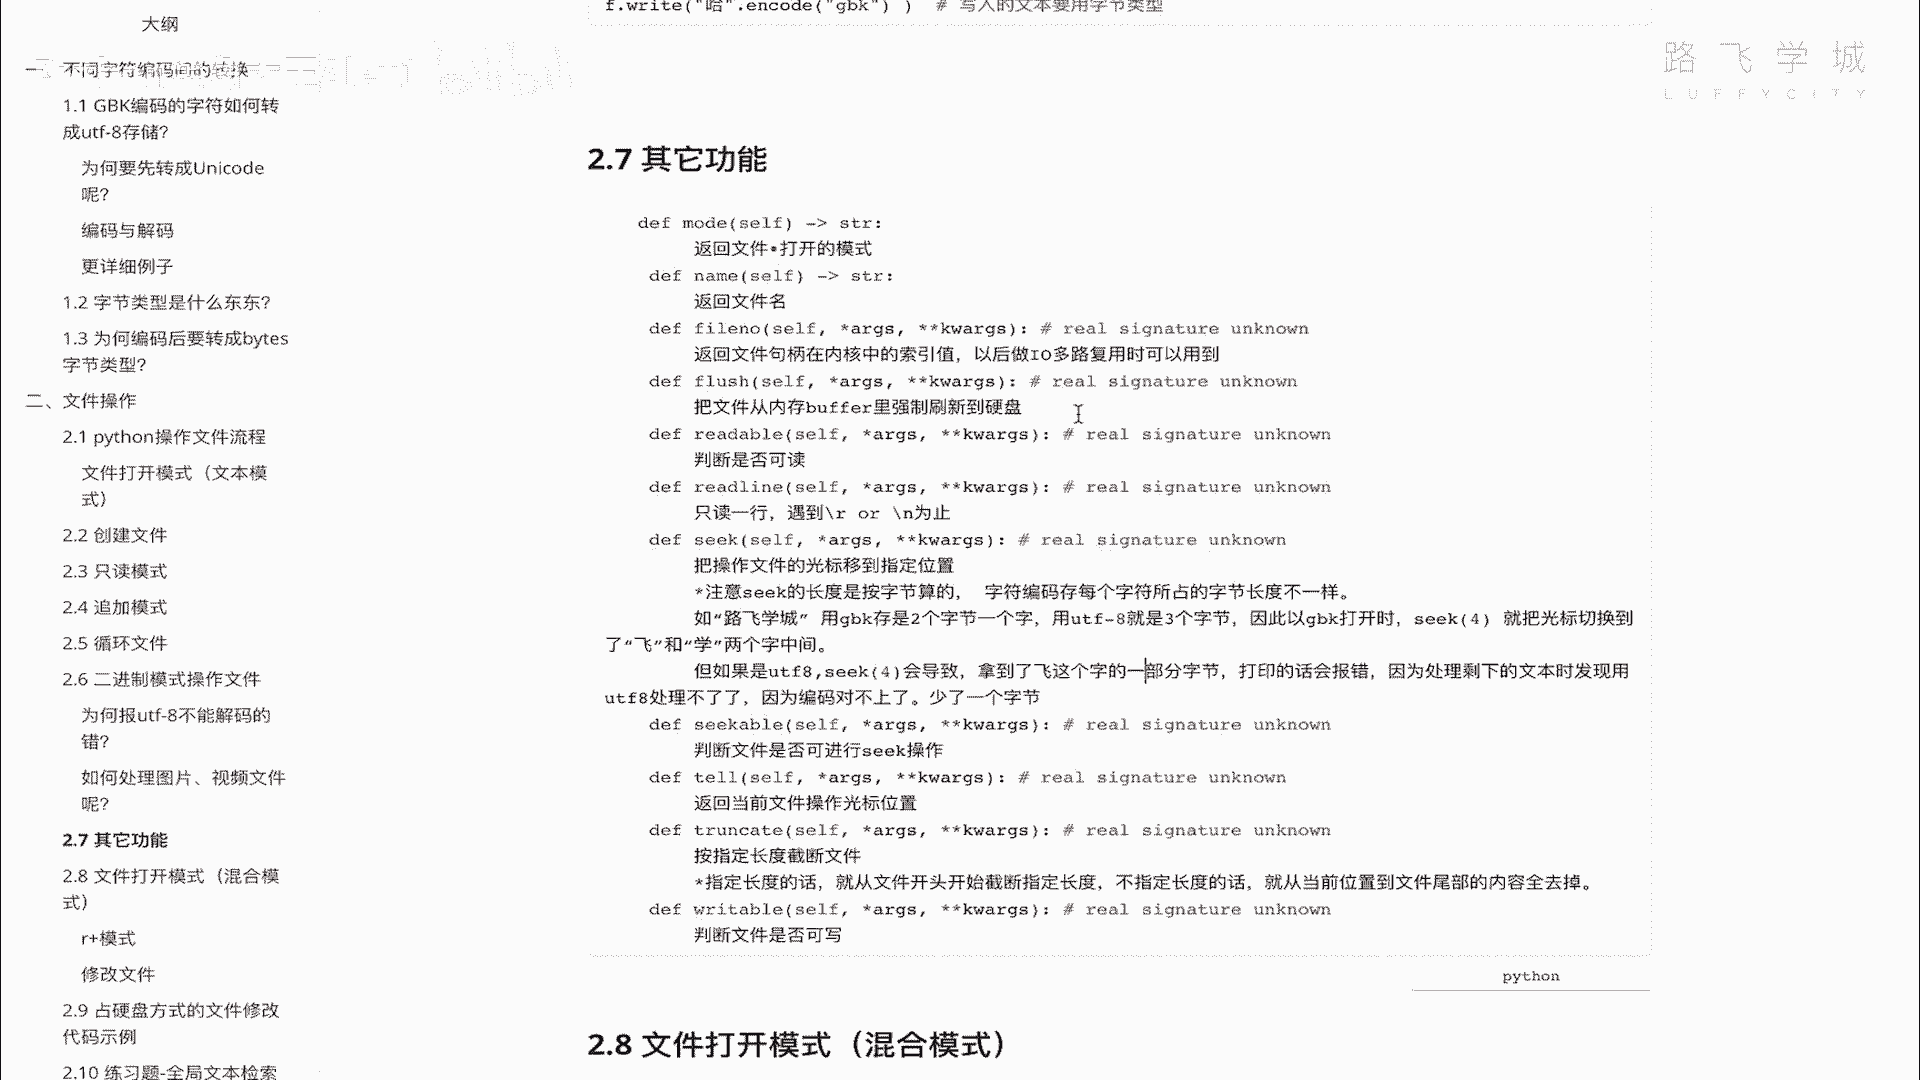 大纲
一、不同字符编码间的转换
1.1 GBK编码的字符如何转
成utf-8存储?
为何要先转成Unicode
呢?
编码与解码
更详细例子
1.2 字节类型是什么东东?
1.3 为何编码后要转成bytes
字节类型?
二、文件操作
2.1 python操作文件流程
文件打开模式（文本模
式）
2.2 创建文件
2.3 只读模式
2.4 追加模式
2.5 循环文件
2.6 二进制模式操作文件
为何报utf-8不能解码的
错?
如何处理图片、视频文件
呢?
2.7 其它功能
2.8 文件打开模式（混合模
式）
r+模式
修改文件
2.9 占硬盘方式的文件修改
代码示例
2.10 练习题-全局文本检索
f.write("哈".encode("gbk") ) # 写入的文本要用字节类型
路飞学城
LUFFYCITY
2.7 其它功能
def mode(self) -> str:
返回文件•打开的模式
def name(self) -> str:
返回文件名
def fileno(self, *args, **kwargs): # real signature unknown
返回文件句柄在内核中的索引值，以后做IO多路复用时可以用到
def flush(self, *args, **kwargs): # real signature unknown
把文件从内存buffer里强制刷新到硬盘
def readable(self, *args, **kwargs): # real signature unknown
判断是否可读
def readline(self, *args, **kwargs): # real signature unknown
只读一行，遇到\r or \n为止
def seek(self, *args, **kwargs): # real signature unknown
把操作文件的光标移到指定位置
*注意seek的长度是按字节算的， 字符编码存每个字符所占的字节长度不一样。
如“路飞学城” 用gbk存是2个字节一个字，用utf-8就是3个字节，因此以gbk打开时，seek(4) 就把光标切换到
了“飞”和“学”两个字中间。
但如果是utf8,seek(4)会导致，拿到了飞这个字的一部分字节，打印的话会报错，因为处理剩下的文本时发现用
utf8处理不了了，因为编码对不上了。少了一个字节
def seekable(self, *args, **kwargs): # real signature unknown
判断文件是否可进行seek操作
def tell(self, *args, **kwargs): # real signature unknown
返回当前文件操作光标位置
def truncate(self, *args, **kwargs): # real signature unknown
按指定长度截断文件
*指定长度的话，就从文件开头开始截断指定长度，不指定长度的话，就从当前位置到文件尾部的内容全去掉。
def writable(self, *args, **kwargs): # real signature unknown
判断文件是否可写
python
2.8 文件打开模式（混合模式）